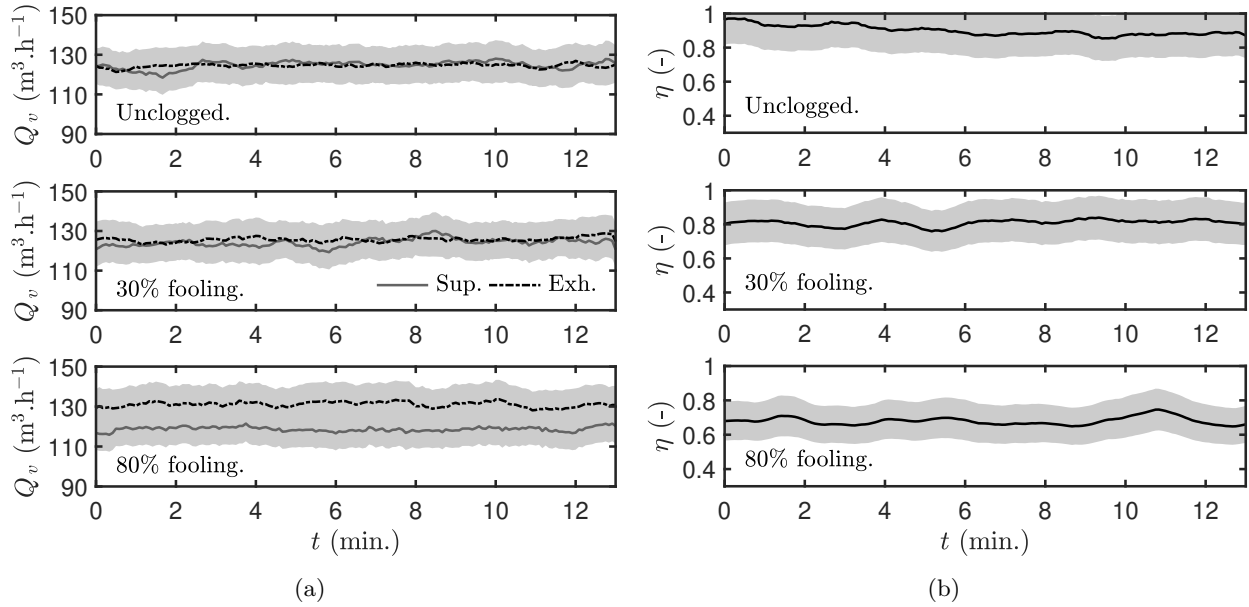 150
130
110
90
Q_v (m³.h⁻¹)
Unclogged.
0 2 4 6 8 10 12
150
130
110
90
Q_v (m³.h⁻¹)
30% fooling.
Sup. Exh.
0 2 4 6 8 10 12
150
130
110
90
Q_v (m³.h⁻¹)
80% fooling.
0 2 4 6 8 10 12
t (min.)
(a)
1
0.8
0.6
0.4
η (-)
Unclogged.
0 2 4 6 8 10 12
1
0.8
0.6
0.4
η (-)
30% fooling.
0 2 4 6 8 10 12
1
0.8
0.6
0.4
η (-)
80% fooling.
0 2 4 6 8 10 12
t (min.)
(b)